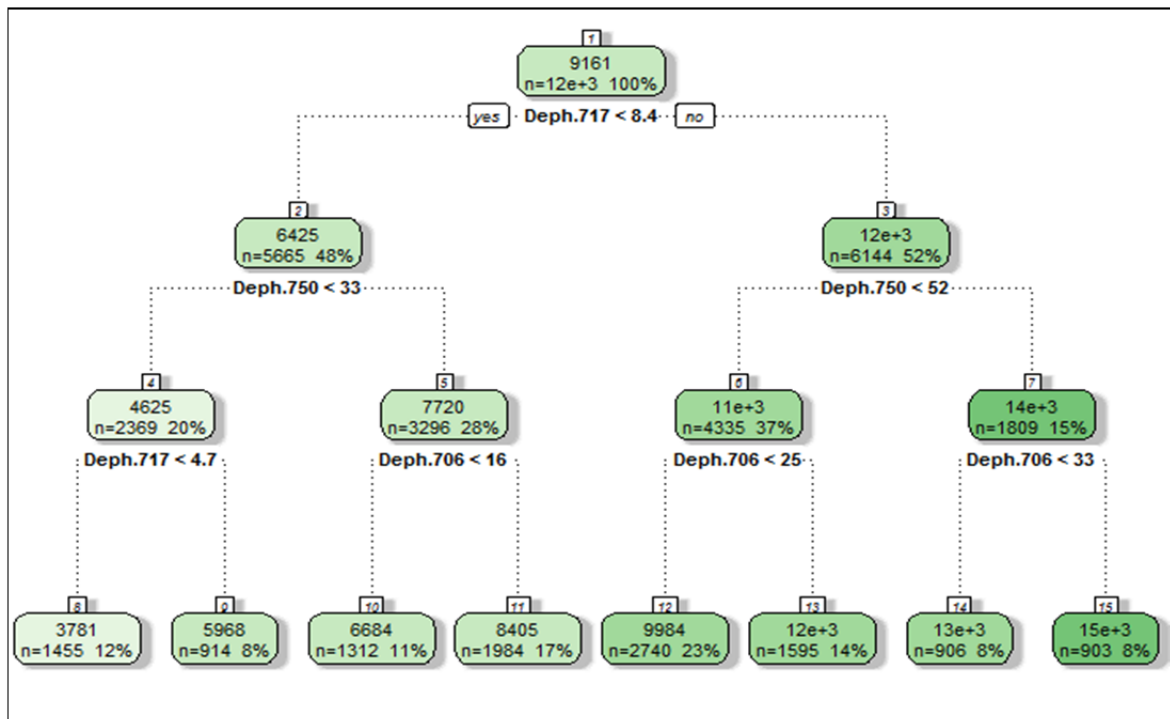 1
9161
n=12e+3 100%
yes Deph.717 < 8.4 no
2
6425
n=5665 48%
3
12e+3
n=6144 52%
Deph.750 < 33
Deph.750 < 52
4
4625
n=2369 20%
5
7720
n=3296 28%
6
11e+3
n=4335 37%
7
14e+3
n=1809 15%
Deph.717 < 4.7
Deph.706 < 16
Deph.706 < 25
Deph.706 < 33
8
3781
n=1455 12%
9
5968
n=914 8%
10
6684
n=1312 11%
11
8405
n=1984 17%
12
9984
n=2740 23%
13
12e+3
n=1595 14%
14
13e+3
n=906 8%
15
15e+3
n=903 8%